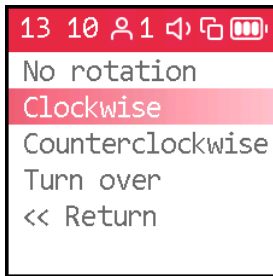 13 10 1
No rotation
Clockwise
Counterclockwise
Turn over
<< Return